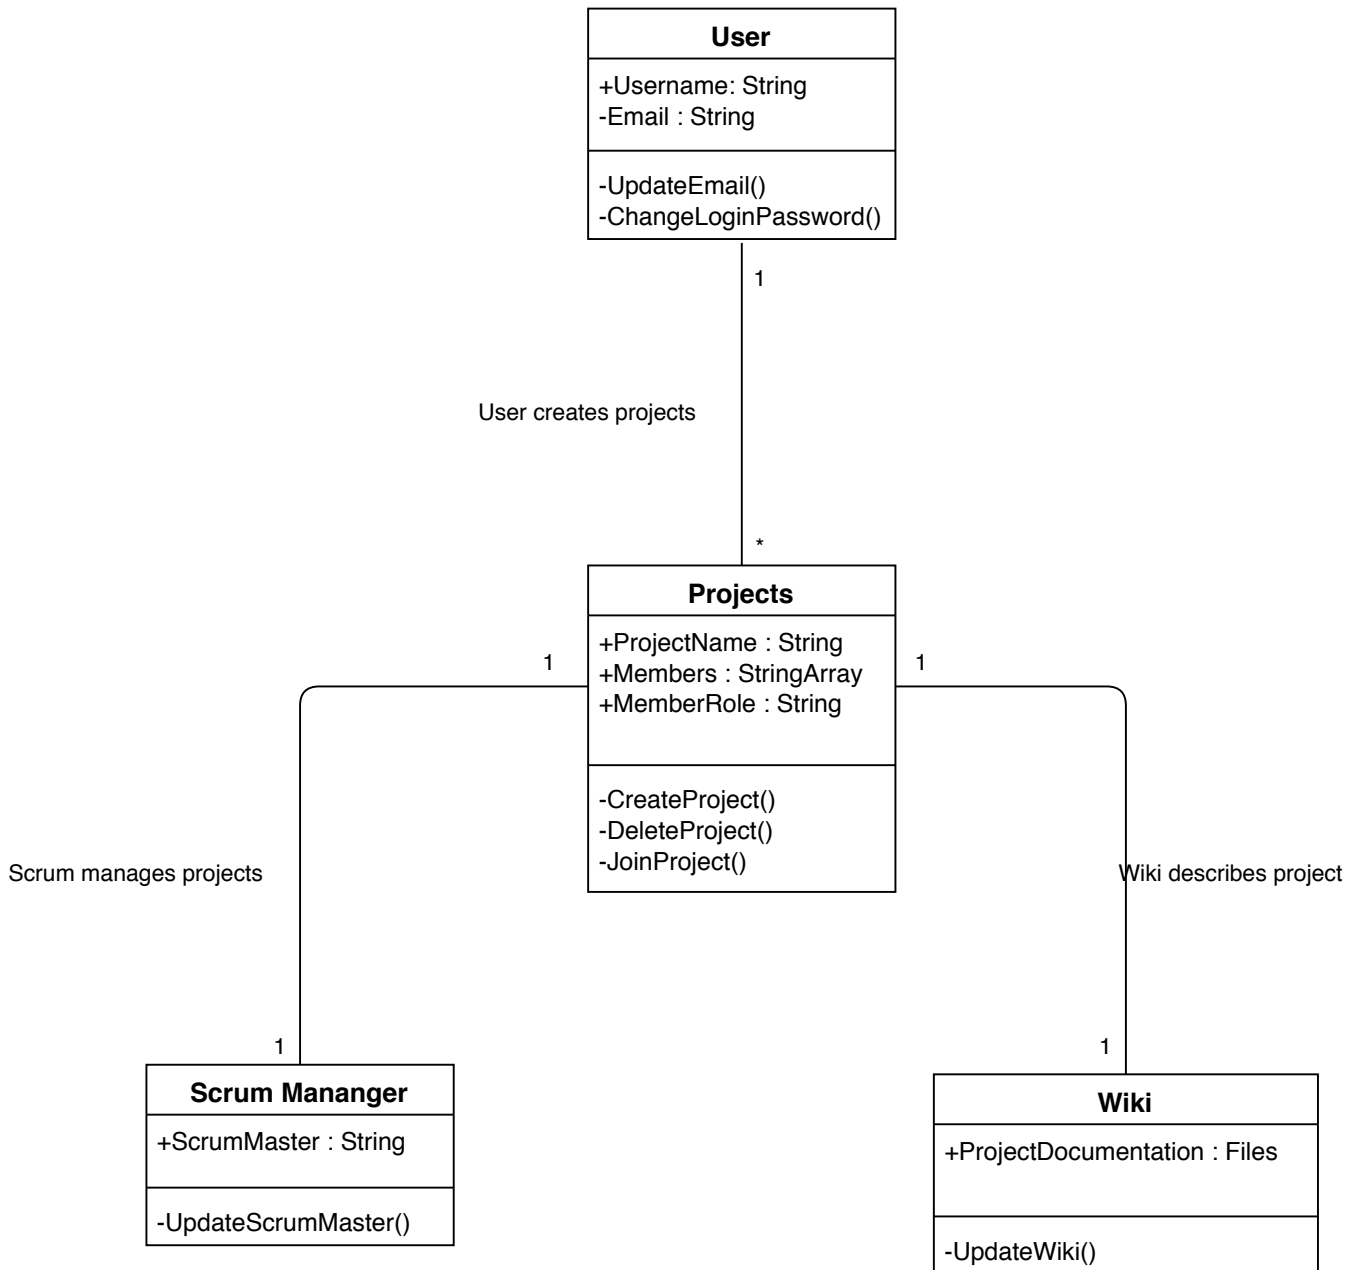 User
+Username: String
-Email : String
-UpdateEmail()
-ChangeLoginPassword()
1
User creates projects
*
Projects
+ProjectName : String
+Members : StringArray
+MemberRole : String
-CreateProject()
-DeleteProject()
-JoinProject()
1
1
Scrum manages projects
Wiki describes project
1
1
Scrum Mananger
+ScrumMaster : String
-UpdateScrumMaster()
Wiki
+ProjectDocumentation : Files
-UpdateWiki()